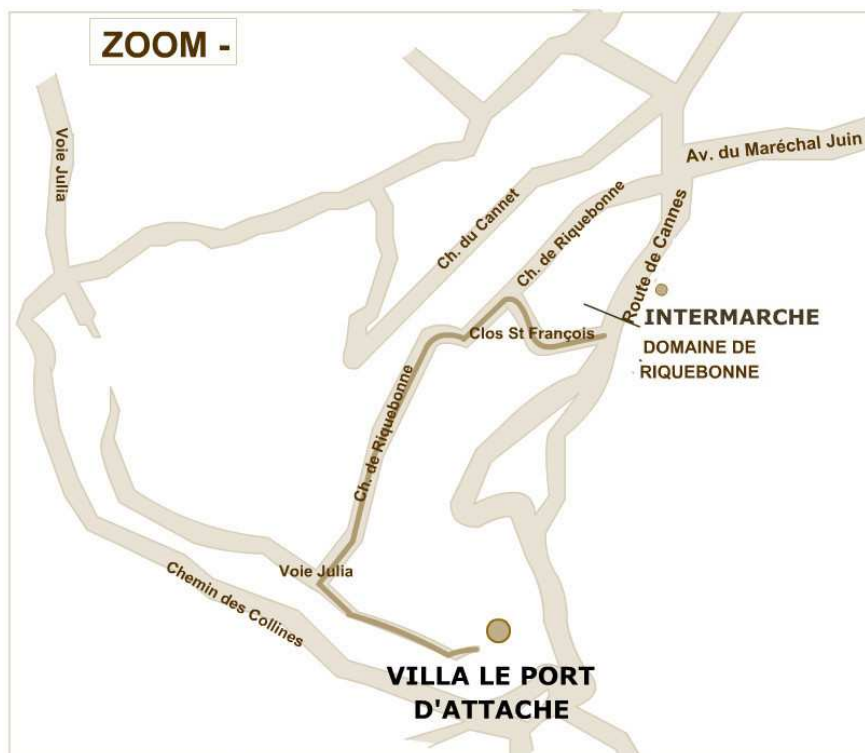 ZOOM -
Voie Julia
Av. du Maréchal Juin
Ch. du Cannet
Ch. de Riquebonne
Route de Cannes
INTERMARCHE
Clos St François
DOMAINE DE
RIQUEBONNE
Ch. de Riquebonne
Voie Julia
Chemin des Collines
VILLA LE PORT
D'ATTACHE